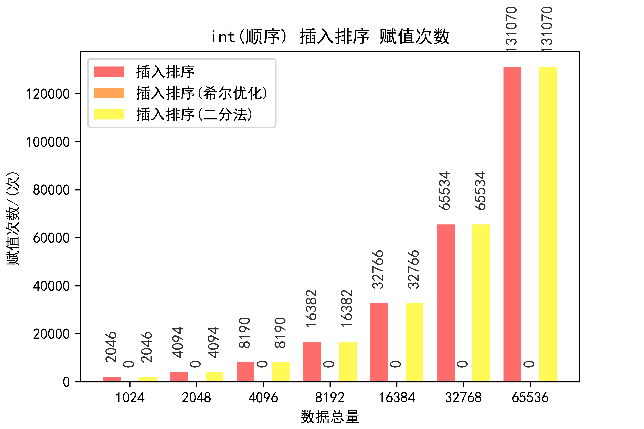 int(顺序) 插入排序 赋值次数
插入排序
插入排序(希尔优化)
插入排序(二分法)
赋值次数/(次)
120000
100000
80000
60000
40000
20000
0
2046 0 2046
4094 0 4094
8190 0 8190
16382 0 16382
32766 0 32766
65534 0 65534
131070 0 131070
1024 2048 4096 8192 16384 32768 65536
数据总量